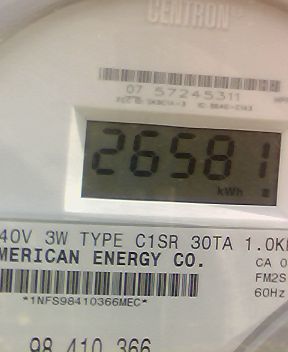 CENTRON
07 57245311
26581
kWh
40V 3W TYPE C1SR 30TA 1.0K
MERICAN ENERGY CO.
CA 0
FM2S
60Hz
*1NFS98410366MEC*
98 410 366